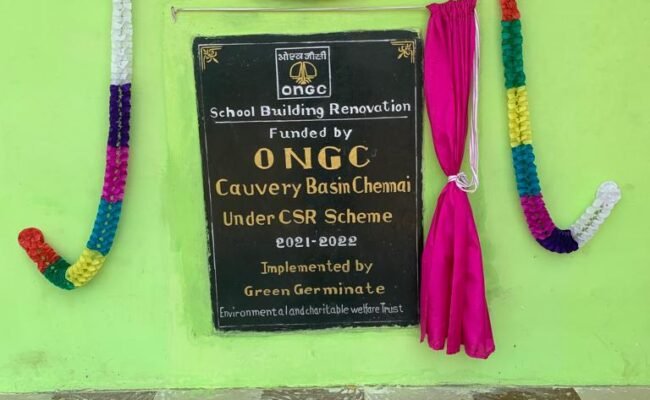 ओएनजीसी
ONGC
School Building Renovation
Funded by
ONGC
Cauvery Basin Chennai
Under CSR Scheme
2021-2022
Implemented by
Green Germinate
Environmental and charitable welfare Trust